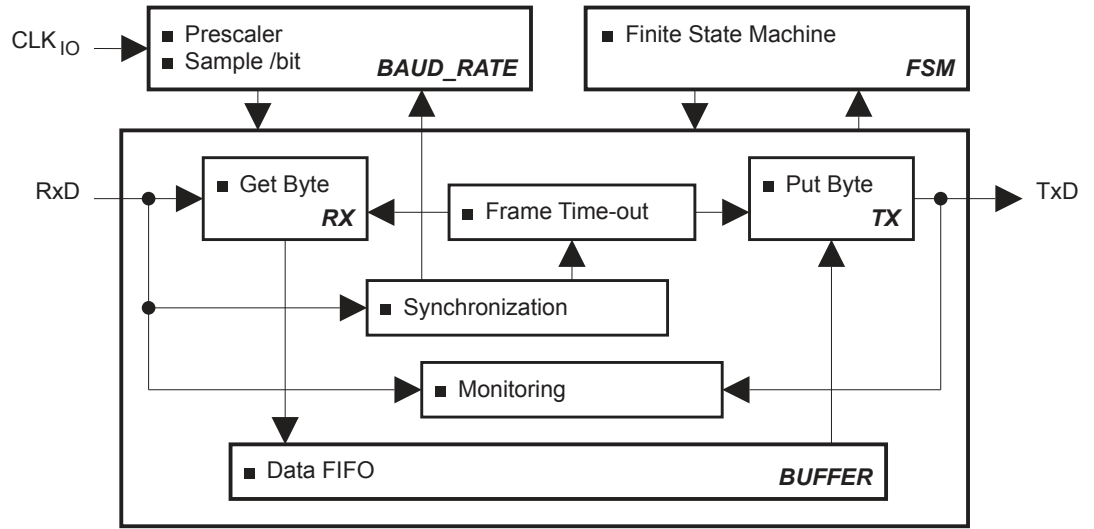 CLK IO
■ Prescaler
■ Sample /bit
BAUD_RATE
■ Finite State Machine
FSM
RxD
■ Get Byte
RX
■ Frame Time-out
■ Put Byte
TX
TxD
■ Synchronization
■ Monitoring
■ Data FIFO
BUFFER